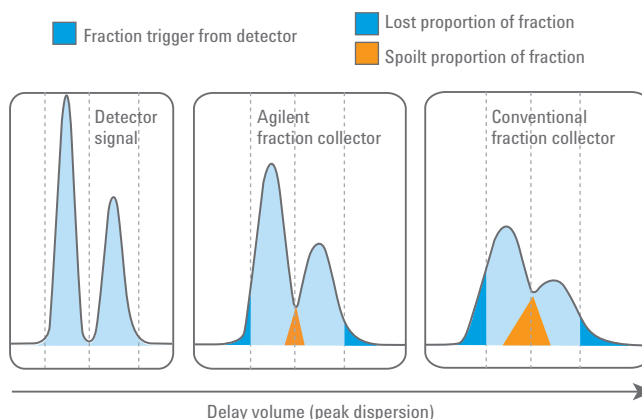 Fraction trigger from detector
Lost proportion of fraction
Spoilt proportion of fraction
Detector
signal
Agilent
fraction collector
Conventional
fraction collector
Delay volume (peak dispersion)